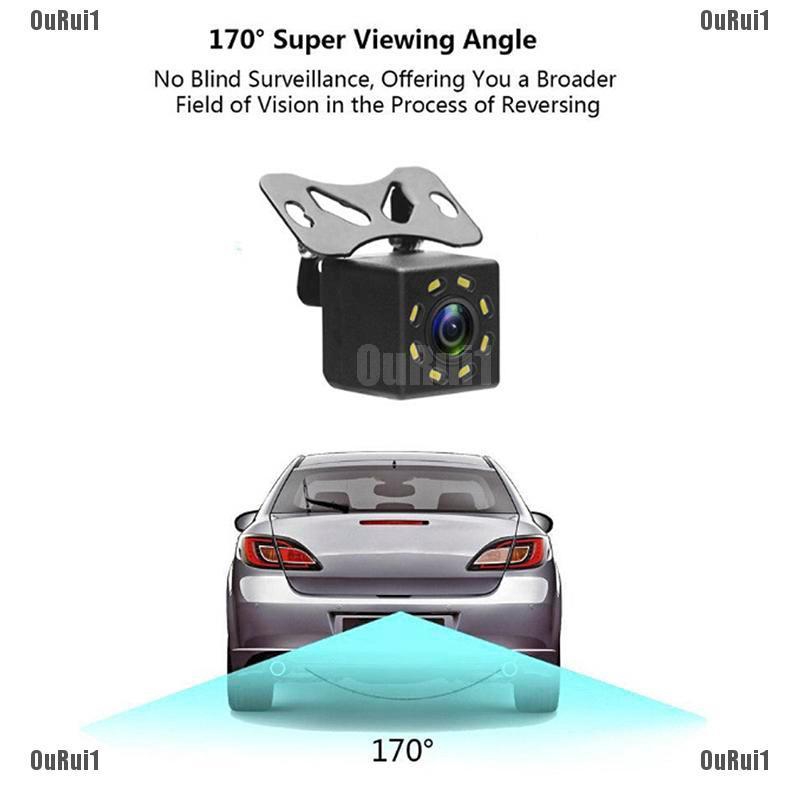 OuRui1
OuRui1
170° Super Viewing Angle
No Blind Surveillance, Offering You a Broader
Field of Vision in the Process of Reversing
OuRui1
170°
OuRui1
OuRui1